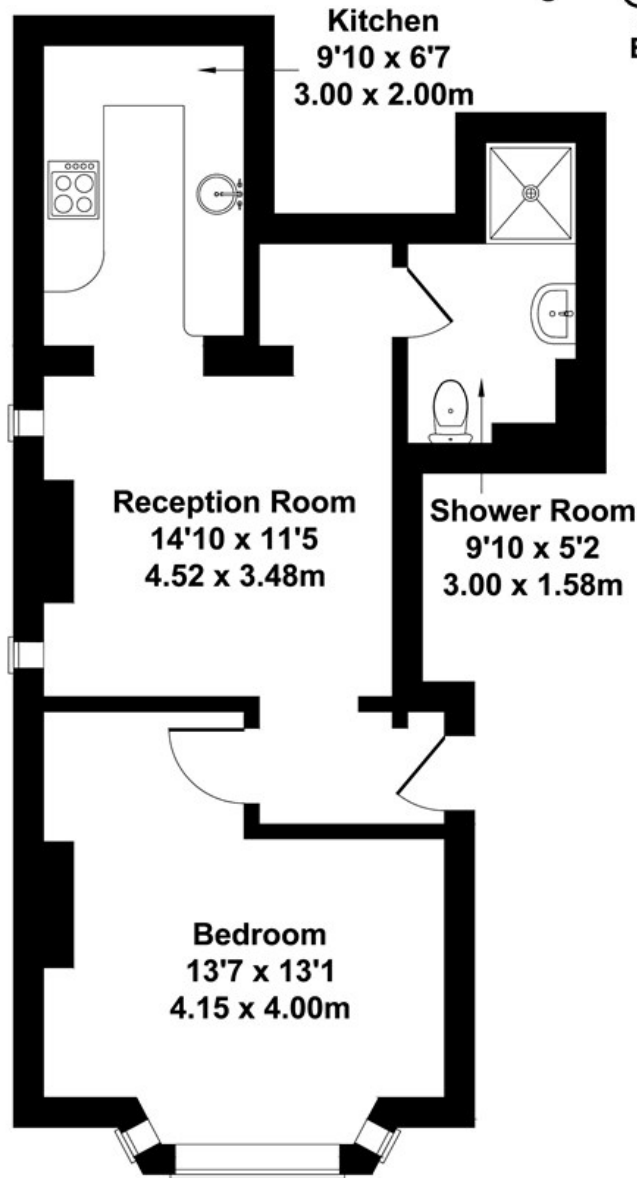 Kitchen
9'10 x 6'7
3.00 x 2.00m
Reception Room
14'10 x 11'5
4.52 x 3.48m
Shower Room
9'10 x 5'2
3.00 x 1.58m
Bedroom
13'7 x 13'1
4.15 x 4.00m